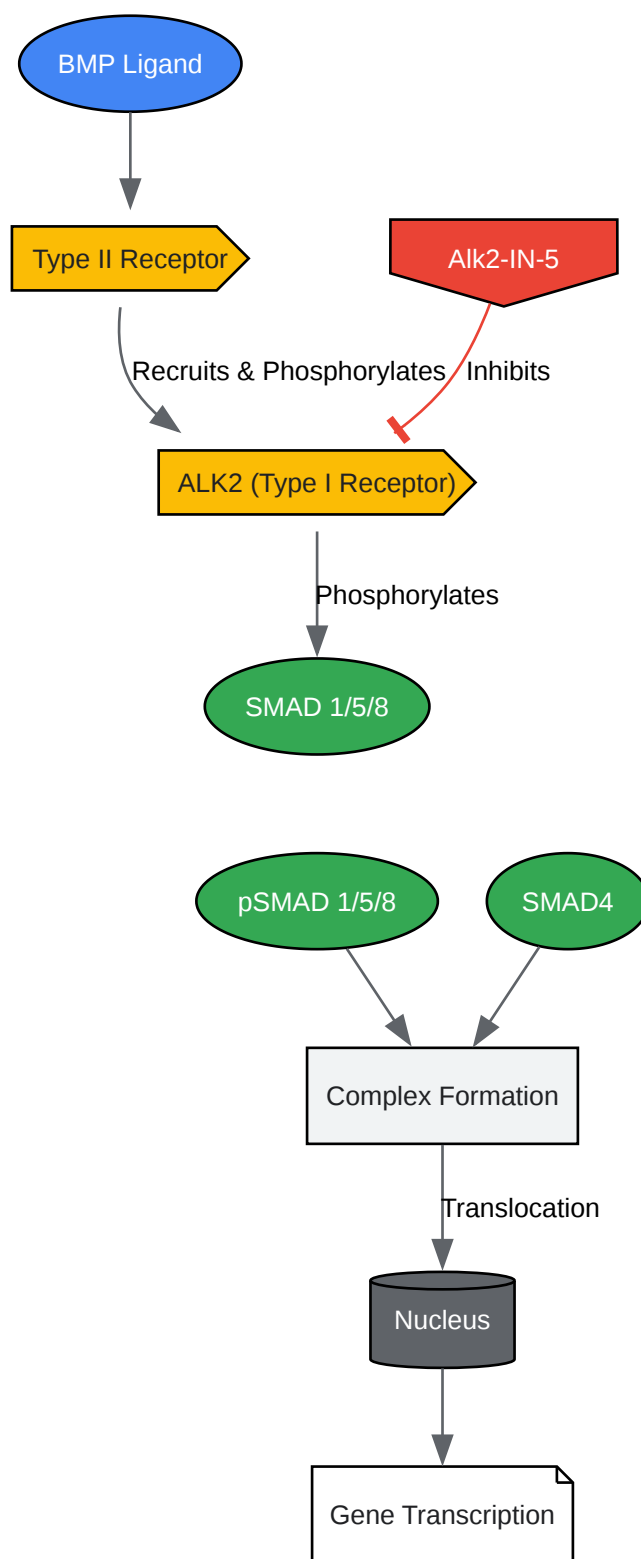 BMP Ligand
Type II Receptor
Alk2-IN-5
Recruits & Phosphorylates
Inhibits
ALK2 (Type I Receptor)
Phosphorylates
SMAD 1/5/8
pSMAD 1/5/8
SMAD4
Complex Formation
Translocation
Nucleus
Gene Transcription